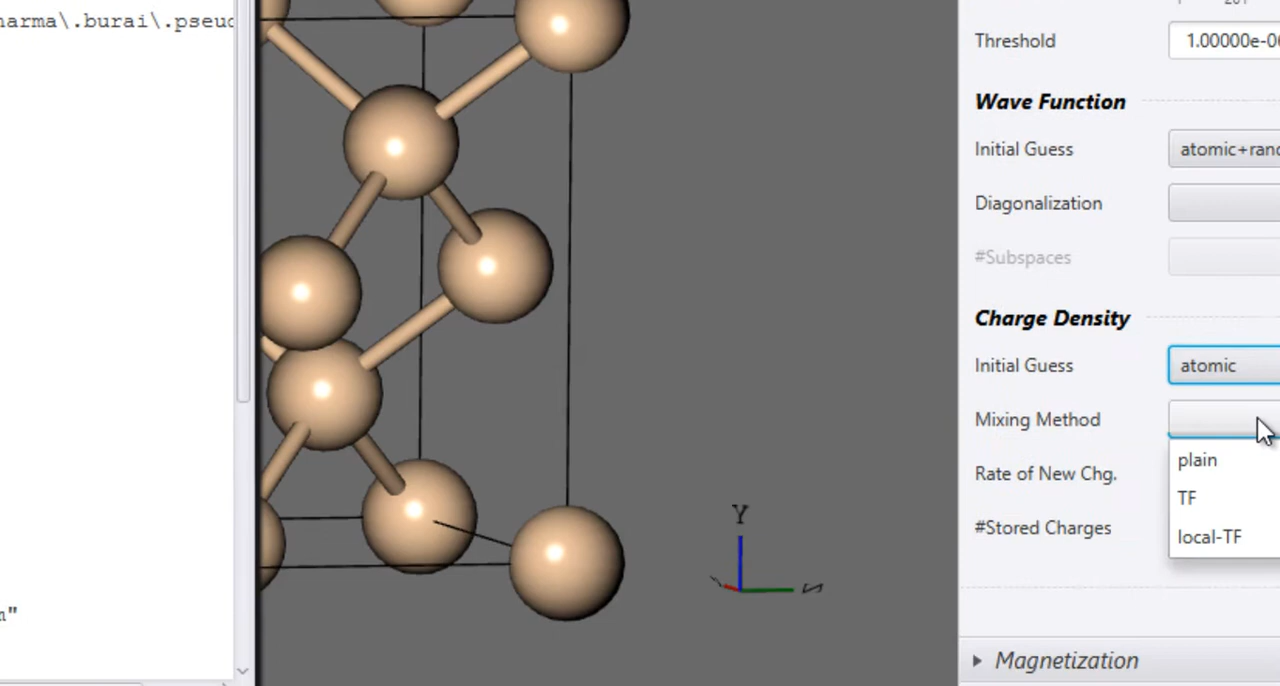 harma\.burai\.pseud
Threshold
1.00000e-0
Wave Function
Initial Guess
atomic+rand
Diagonalization
#Subspaces
Charge Density
Initial Guess
atomic
Mixing Method
plain
Rate of New Chg.
TF
#Stored Charges
local-TF
Y
Magnetization